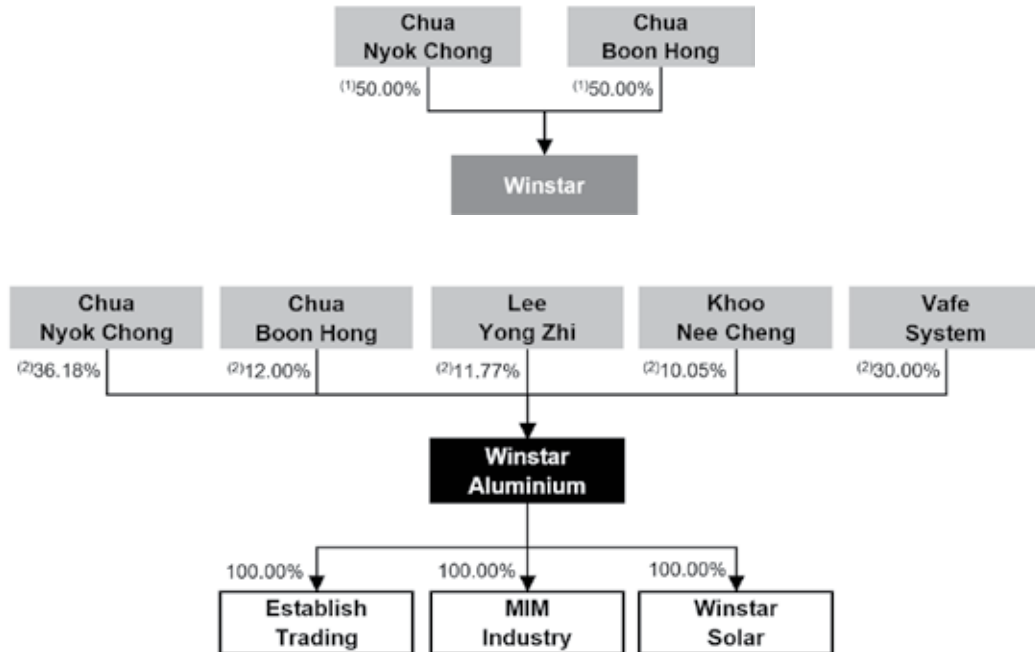 Chua
Nyok Chong
Chua
Boon Hong
(1)50.00%
(1)50.00%
Winstar
Chua
Nyok Chong
Chua
Boon Hong
Lee
Yong Zhi
Khoo
Nee Cheng
Vafe
System
(2)36.18%
(2)12.00%
(2)11.77%
(2)10.05%
(2)30.00%
Winstar
Aluminium
100.00%
100.00%
100.00%
Establish
Trading
MIM
Industry
Winstar
Solar